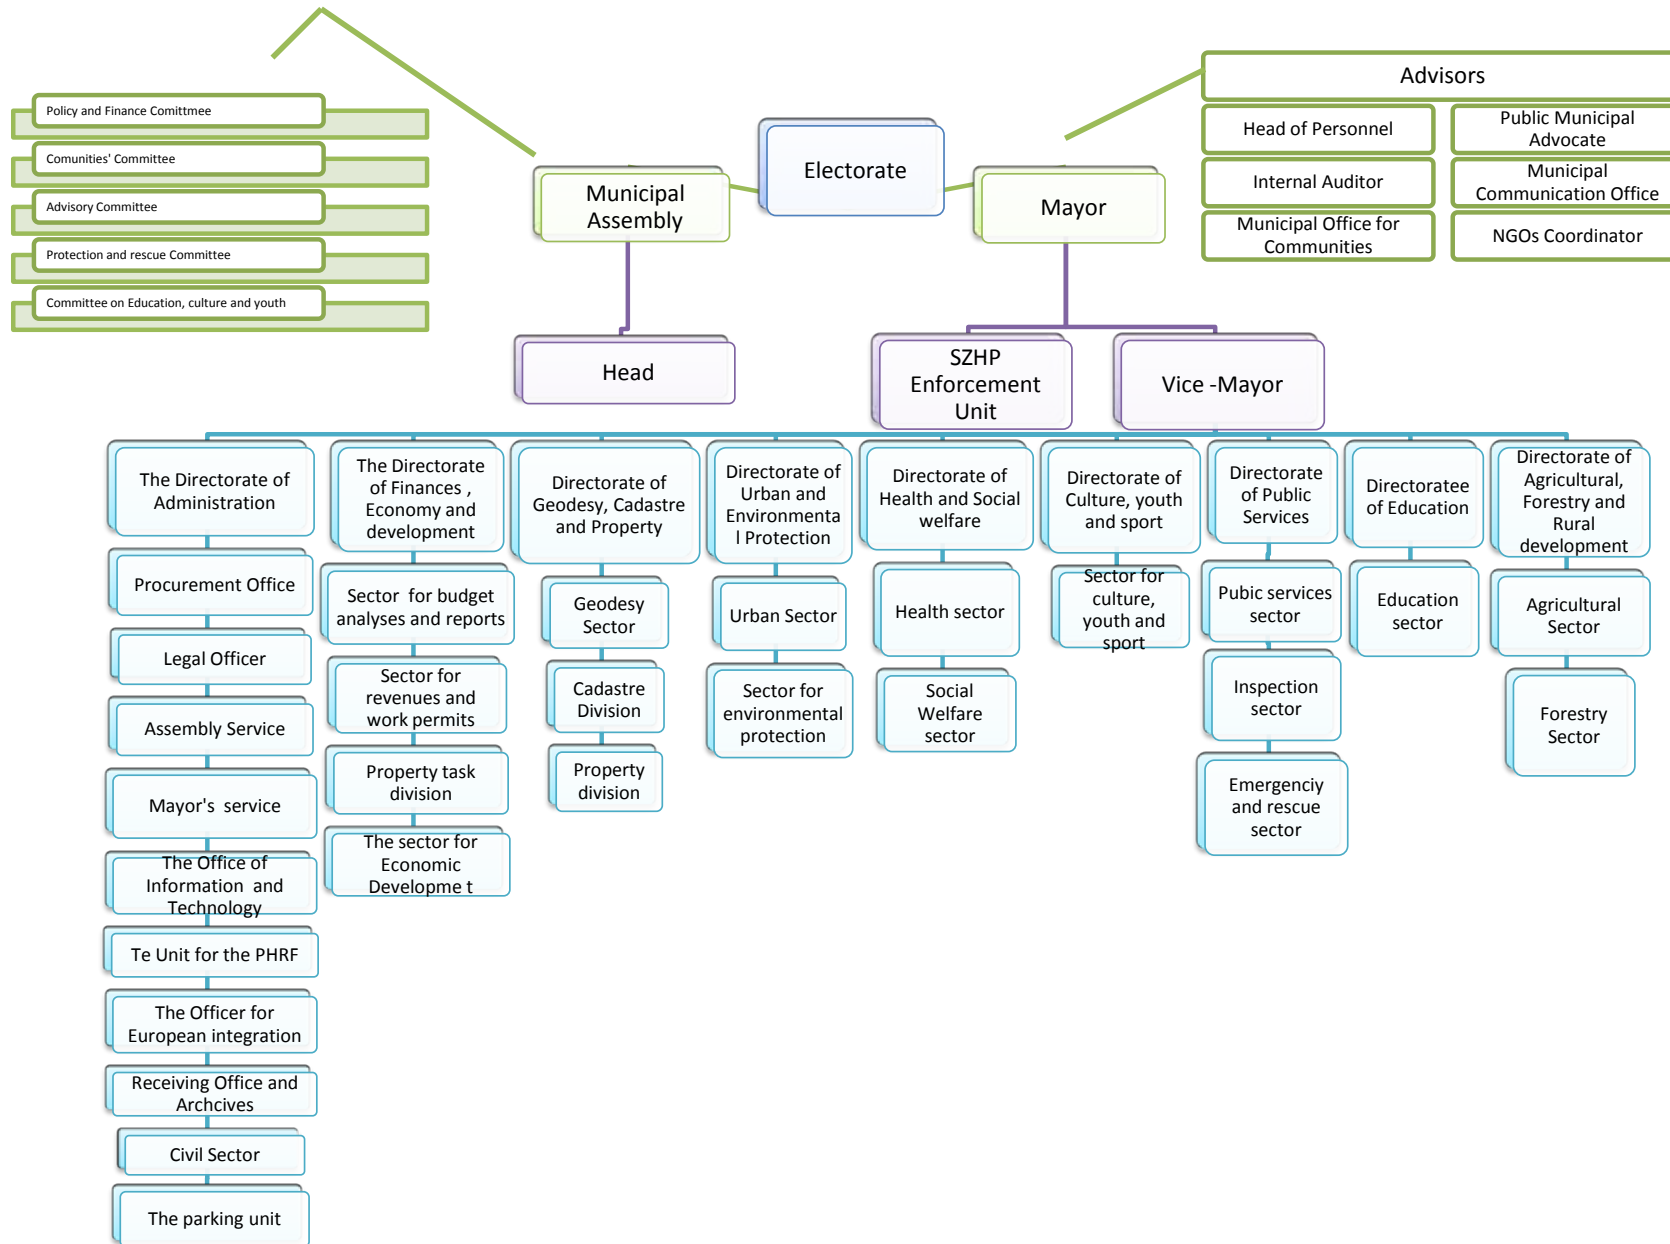 Policy and Finance Comittmee
Comunities' Committee
Advisory Committee
Protection and rescue Committee
Committee on Education, culture and youth
Electorate
Municipal
Assembly
Mayor
Advisors
Head of Personnel
Public Municipal
Advocate
Internal Auditor
Municipal
Communication Office
Municipal Office for
Communities
NGOs Coordinator
Head
SZHP
Enforcement
Unit
Vice -Mayor
The Directorate of
Administration
Procurement Office
Legal Officer
Assembly Service
Mayor's service
The Office of
Information and
Technology
Te Unit for the PHRF
The Officer for
European integration
Receiving Office and
Archcives
Civil Sector
The parking unit
The Directorate
of Finances ,
Economy and
development
Sector for budget
analyses and reports
Sector for
revenues and
work permits
Property task
division
The sector for
Economic
Developme t
Directorate of
Geodesy, Cadastre
and Property
Geodesy
Sector
Cadastre
Division
Property
division
Directorate of
Urban and
Environmenta
l Protection
Urban Sector
Sector for
environmental
protection
Directorate of
Health and Social
welfare
Health sector
Social
Welfare
sector
Directorate of
Culture, youth
and sport
Sector for
culture,
youth and
sport
Directorate
of Public
Services
Pubic services
sector
Inspection
sector
Emergenciy
and rescue
sector
Directoratee
of Education
Education
sector
Directorate of
Agricultural,
Forestry and
Rural
development
Agricultural
Sector
Forestry
Sector